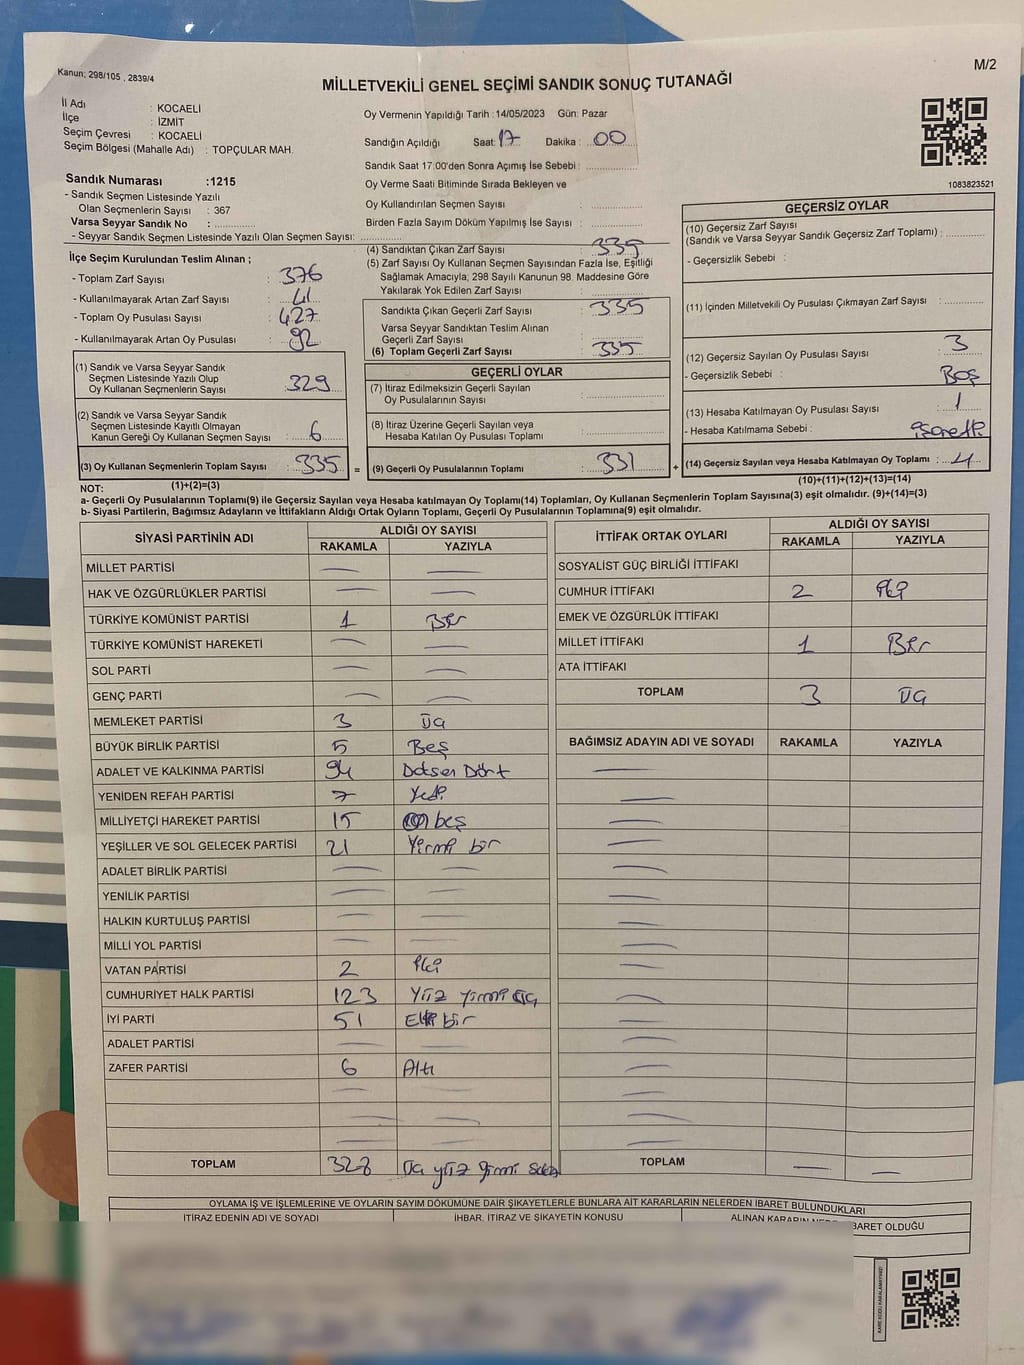 Kanun: 298/105 , 2839/4
M/2
MİLLETVEKİLİ GENEL SEÇİMİ SANDIK SONUÇ TUTANAĞI
İl Adı : KOCAELİ
İlçe : İZMİT
Seçim Çevresi : KOCAELİ
Seçim Bölgesi (Mahalle Adı) : TOPÇULAR MAH.
Oy Vermenin Yapıldığı Tarih :14/05/2023 Gün: Pazar
Sandığın Açıldığı Saat: 17 Dakika : 00
Sandık Saat 17:00'den Sonra Açımış İse Sebebi :
Oy Verme Saati Bitiminde Sırada Bekleyen ve
Oy Kullandırılan Seçmen Sayısı :
Birden Fazla Sayım Döküm Yapılmış İse Sayısı :
1083823521
Sandık Numarası :1215
- Sandık Seçmen Listesinde Yazılı
Olan Seçmenlerin Sayısı : 367
Varsa Seyyar Sandık No :
- Seyyar Sandık Seçmen Listesinde Yazılı Olan Seçmen Sayısı:
İlçe Seçim Kurulundan Teslim Alınan ;
- Toplam Zarf Sayısı : 376
- Kullanılmayarak Artan Zarf Sayısı : 41
- Toplam Oy Pusulası Sayısı : 427
- Kullanılmayarak Artan Oy Pusulası : 92
(1) Sandık ve Varsa Seyyar Sandık
Seçmen Listesinde Yazılı Olup
Oy Kullanan Seçmenlerin Sayısı : 329
(2) Sandık ve Varsa Seyyar Sandık
Seçmen Listesinde Kayıtlı Olmayan
Kanun Gereği Oy Kullanan Seçmen Sayısı : 6
(3) Oy Kullanan Seçmenlerin Toplam Sayısı : 335 =
(1)+(2)=(3)
(4) Sandıktan Çıkan Zarf Sayısı : 335
(5) Zarf Sayısı Oy Kullanan Seçmen Sayısından Fazla İse, Eşitliği
Sağlamak Amacıyla, 298 Sayılı Kanunun 98. Maddesine Göre
Yakılarak Yok Edilen Zarf Sayısı :
Sandıkta Çıkan Geçerli Zarf Sayısı : 335
Varsa Seyyar Sandıktan Teslim Alınan
Geçerli Zarf Sayısı :
(6) Toplam Geçerli Zarf Sayısı : 335
GEÇERLİ OYLAR
(7) İtiraz Edilmeksizin Geçerli Sayılan
Oy Pusulalarının Sayısı :
(8) İtiraz Üzerine Geçerli Sayılan veya
Hesaba Katılan Oy Pusulası Toplamı :
(9) Geçerli Oy Pusulalarının Toplamı : 331 +
GEÇERSİZ OYLAR
(10) Geçersiz Zarf Sayısı
(Sandık ve Varsa Seyyar Sandık Geçersiz Zarf Toplamı) :
- Geçersizlik Sebebi :
(11) İçinden Milletvekili Oy Pusulası Çıkmayan Zarf Sayısı :
(12) Geçersiz Sayılan Oy Pusulası Sayısı : 3
- Geçersizlik Sebebi : Boş
(13) Hesaba Katılmayan Oy Pusulası Sayısı : 1
- Hesaba Katılmama Sebebi : İşaretli
(14) Geçersiz Sayılan veya Hesaba Katılmayan Oy Toplamı : 4
(10)+(11)+(12)+(13)=(14)
NOT:
a- Geçerli Oy Pusulalarının Toplamı(9) ile Geçersiz Sayılan veya Hesaba katılmayan Oy Toplamı(14) Toplamları, Oy Kullanan Seçmenlerin Toplam Sayısına(3) eşit olmalıdır. (9)+(14)=(3)
b- Siyasi Partilerin, Bağımsız Adayların ve İttifakların Aldığı Ortak Oyların Toplamı, Geçerli Oy Pusulalarının Toplamına(9) eşit olmalıdır.
SİYASİ PARTİNİN ADI ALDIĞI OY SAYISI
RAKAMLA YAZIYLA
MİLLET PARTİSİ — —
HAK VE ÖZGÜRLÜKLER PARTİSİ — —
TÜRKİYE KOMÜNİST PARTİSİ 1 Bir
TÜRKİYE KOMÜNİST HAREKETİ — —
SOL PARTİ — —
GENÇ PARTİ — —
MEMLEKET PARTİSİ 3 Üç
BÜYÜK BİRLİK PARTİSİ 5 Beş
ADALET VE KALKINMA PARTİSİ 94 Doksan Dört
YENİDEN REFAH PARTİSİ 7 Yedi
MİLLİYETÇİ HAREKET PARTİSİ 15 On beş
YEŞİLLER VE SOL GELECEK PARTİSİ 21 Yirmi bir
ADALET BİRLİK PARTİSİ — —
YENİLİK PARTİSİ — —
HALKIN KURTULUŞ PARTİSİ — —
MİLLİ YOL PARTİSİ — —
VATAN PARTİSİ 2 İki
CUMHURİYET HALK PARTİSİ 123 Yüz yirmi üç
İYİ PARTİ 51 Elli bir
ADALET PARTİSİ — —
ZAFER PARTİSİ 6 Altı
TOPLAM 328 Üç yüz yirmi sekiz
İTTİFAK ORTAK OYLARI ALDIĞI OY SAYISI
RAKAMLA YAZIYLA
SOSYALİST GÜÇ BİRLİĞİ İTTİFAKI
CUMHUR İTTİFAKI 2 İki
EMEK VE ÖZGÜRLÜK İTTİFAKI
MİLLET İTTİFAKI 1 Bir
ATA İTTİFAKI
TOPLAM 3 Üç
BAĞIMSIZ ADAYIN ADI VE SOYADI RAKAMLA YAZIYLA
TOPLAM — —
OYLAMA İŞ VE İŞLEMLERİNE VE OYLARIN SAYIM DÖKÜMÜNE DAİR ŞİKAYETLERLE BUNLARA AİT KARARLARIN NELERDEN İBARET BULUNDUKLARI
İTİRAZ EDENİN ADI VE SOYADI İHBAR, İTİRAZ VE ŞİKAYETİN KONUSU ALINAN KARARIN İBARET OLDUĞU
KARE KODU KARALAMAYINIZ!